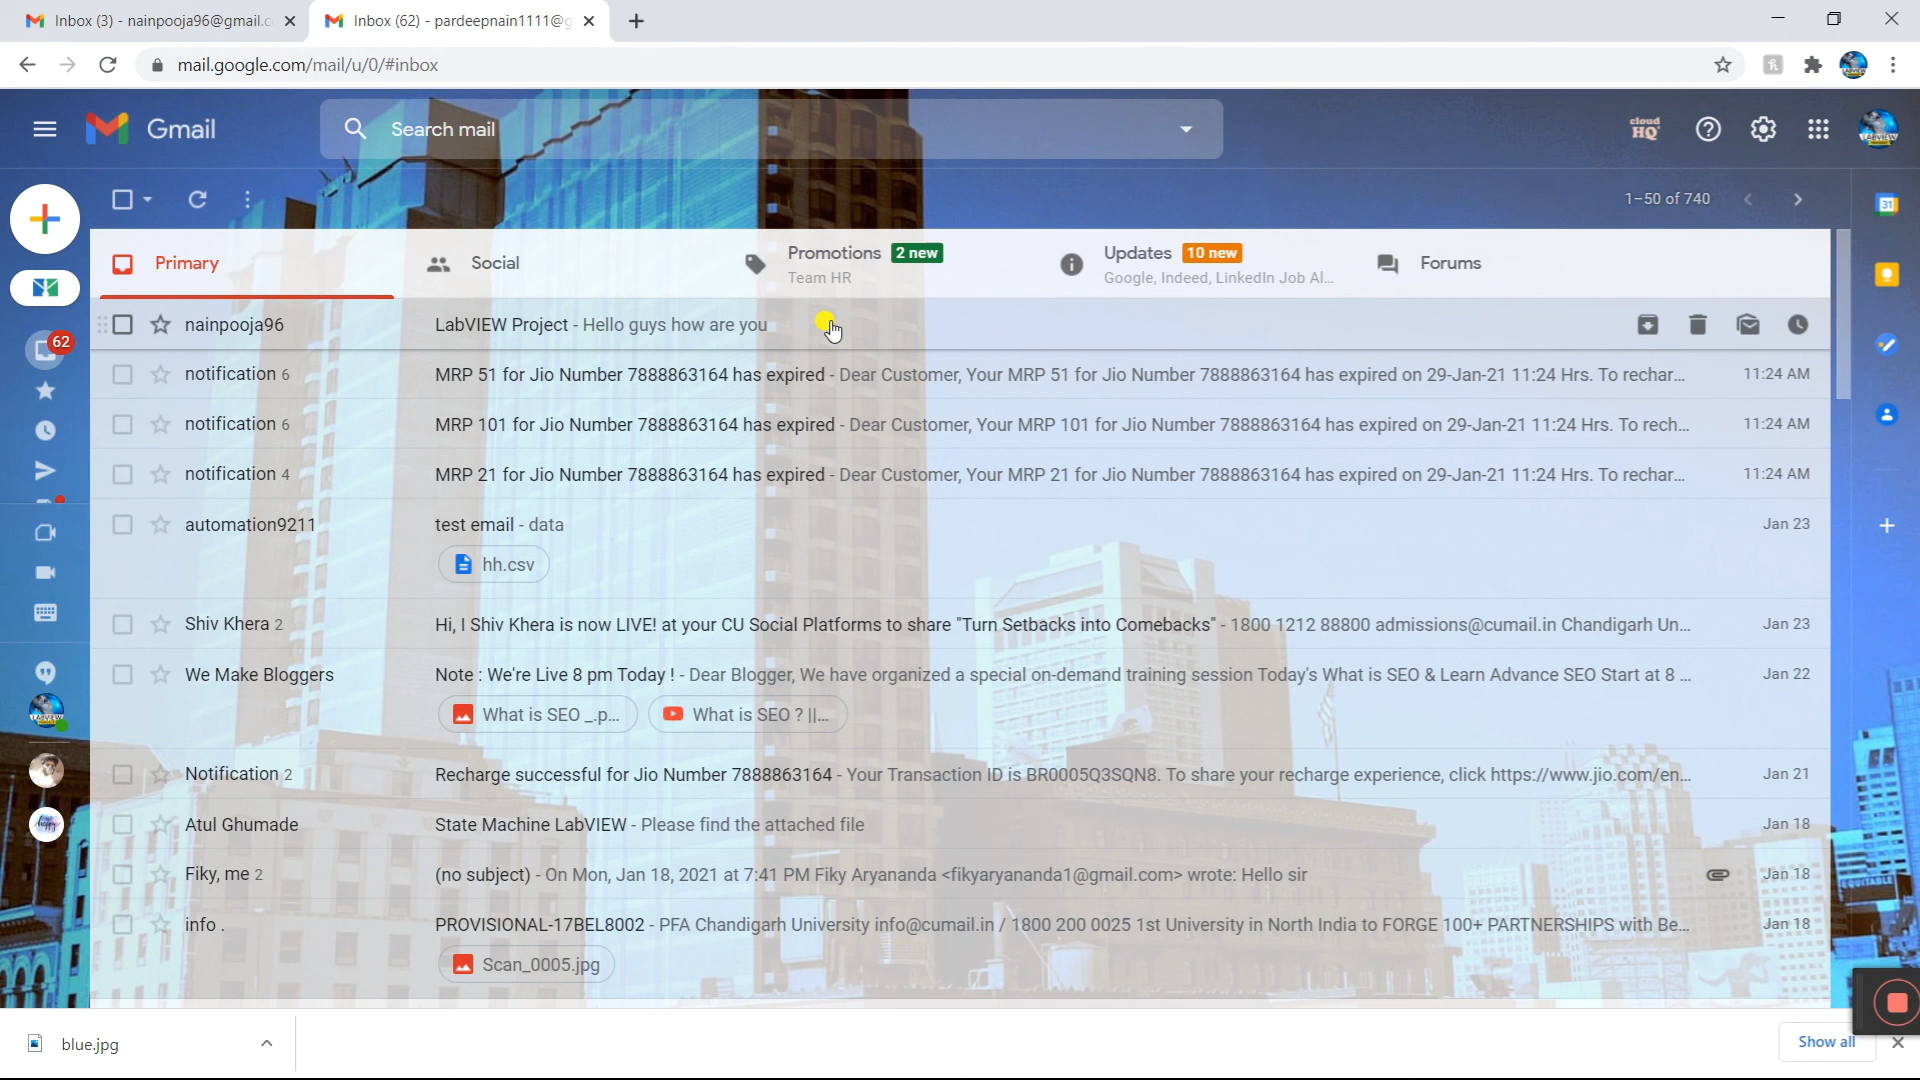 Inbox (3) - nainpooja96@gmail.c
Inbox (62) - pardeepnain1111@g
mail.google.com/mail/u/0/#inbox
Gmail
Search mail
cloud HQ
1–50 of 740
31
Primary
Social
Promotions 2 new
Team HR
Updates 10 new
Google, Indeed, LinkedIn Job Al...
Forums
62
nainpooja96 LabVIEW Project - Hello guys how are you
notification 6 MRP 51 for Jio Number 7888863164 has expired - Dear Customer, Your MRP 51 for Jio Number 7888863164 has expired on 29-Jan-21 11:24 Hrs. To rechar... 11:24 AM
notification 6 MRP 101 for Jio Number 7888863164 has expired - Dear Customer, Your MRP 101 for Jio Number 7888863164 has expired on 29-Jan-21 11:24 Hrs. To rech... 11:24 AM
notification 4 MRP 21 for Jio Number 7888863164 has expired - Dear Customer, Your MRP 21 for Jio Number 7888863164 has expired on 29-Jan-21 11:24 Hrs. To rechar... 11:24 AM
automation9211 test email - data Jan 23
hh.csv
Shiv Khera 2 Hi, I Shiv Khera is now LIVE! at your CU Social Platforms to share "Turn Setbacks into Comebacks" - 1800 1212 88800 admissions@cumail.in Chandigarh Un... Jan 23
We Make Bloggers Note : We're Live 8 pm Today ! - Dear Blogger, We have organized a special on-demand training session Today's What is SEO & Learn Advance SEO Start at 8 ... Jan 22
What is SEO _.p... What is SEO ? ||...
Notification 2 Recharge successful for Jio Number 7888863164 - Your Transaction ID is BR0005Q3SQN8. To share your recharge experience, click https://www.jio.com/en... Jan 21
Atul Ghumade State Machine LabVIEW - Please find the attached file Jan 18
Fiky, me 2 (no subject) - On Mon, Jan 18, 2021 at 7:41 PM Fiky Aryananda <fikyaryananda1@gmail.com> wrote: Hello sir Jan 18
info . PROVISIONAL-17BEL8002 - PFA Chandigarh University info@cumail.in / 1800 200 0025 1st University in North India to FORGE 100+ PARTNERSHIPS with Be... Jan 18
Scan_0005.jpg
blue.jpg
Show all